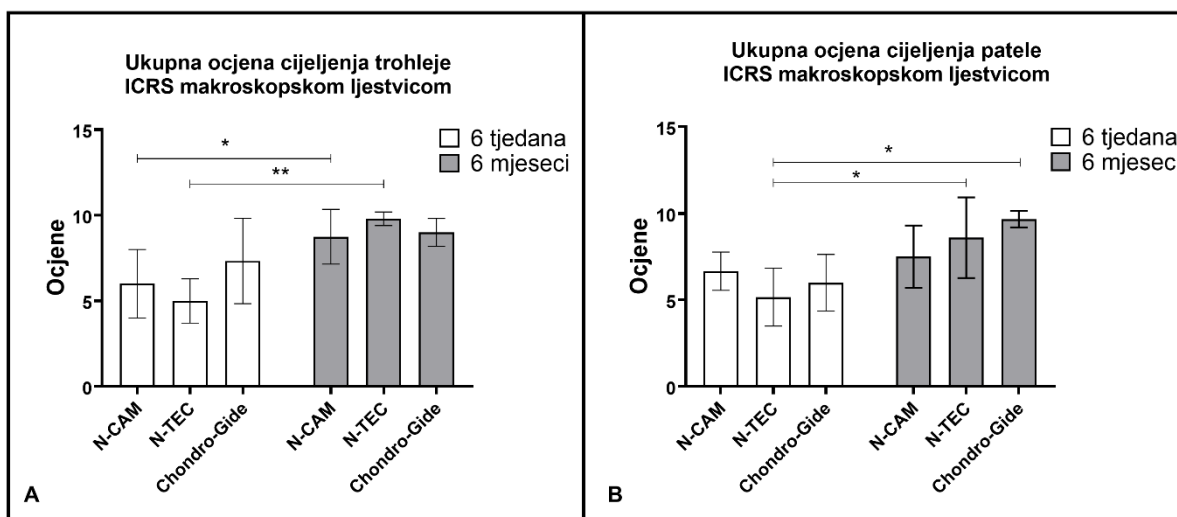 Ukupna ocjena cijeljenja trohleje
ICRS makroskopskom ljestvicom
15
10
5
0
Ocjene
*
**
6 tjedana
6 mjeseci
N-CAM
N-TEC
Chondro-Gide
N-CAM
N-TEC
Chondro-Gide
A
Ukupna ocjena cijeljenja patele
ICRS makroskopskom ljestvicom
15
10
5
0
Ocjene
*
*
6 tjedana
6 mjeseci
N-CAM
N-TEC
Chondro-Gide
N-CAM
N-TEC
Chondro-Gide
B